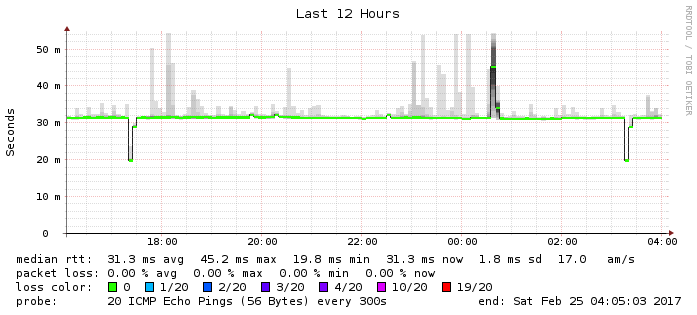 Last 12 Hours
RRDTOOL / TOBI OETIKER
Seconds
50 m
40 m
30 m
20 m
10 m
0
18:00 20:00 22:00 00:00 02:00 04:00
median rtt: 31.3 ms avg 45.2 ms max 19.8 ms min 31.3 ms now 1.8 ms sd 17.0 am/s
packet loss: 0.00 % avg 0.00 % max 0.00 % min 0.00 % now
loss color: 0 1/20 2/20 3/20 4/20 10/20 19/20
probe: 20 ICMP Echo Pings (56 Bytes) every 300s end: Sat Feb 25 04:05:03 2017